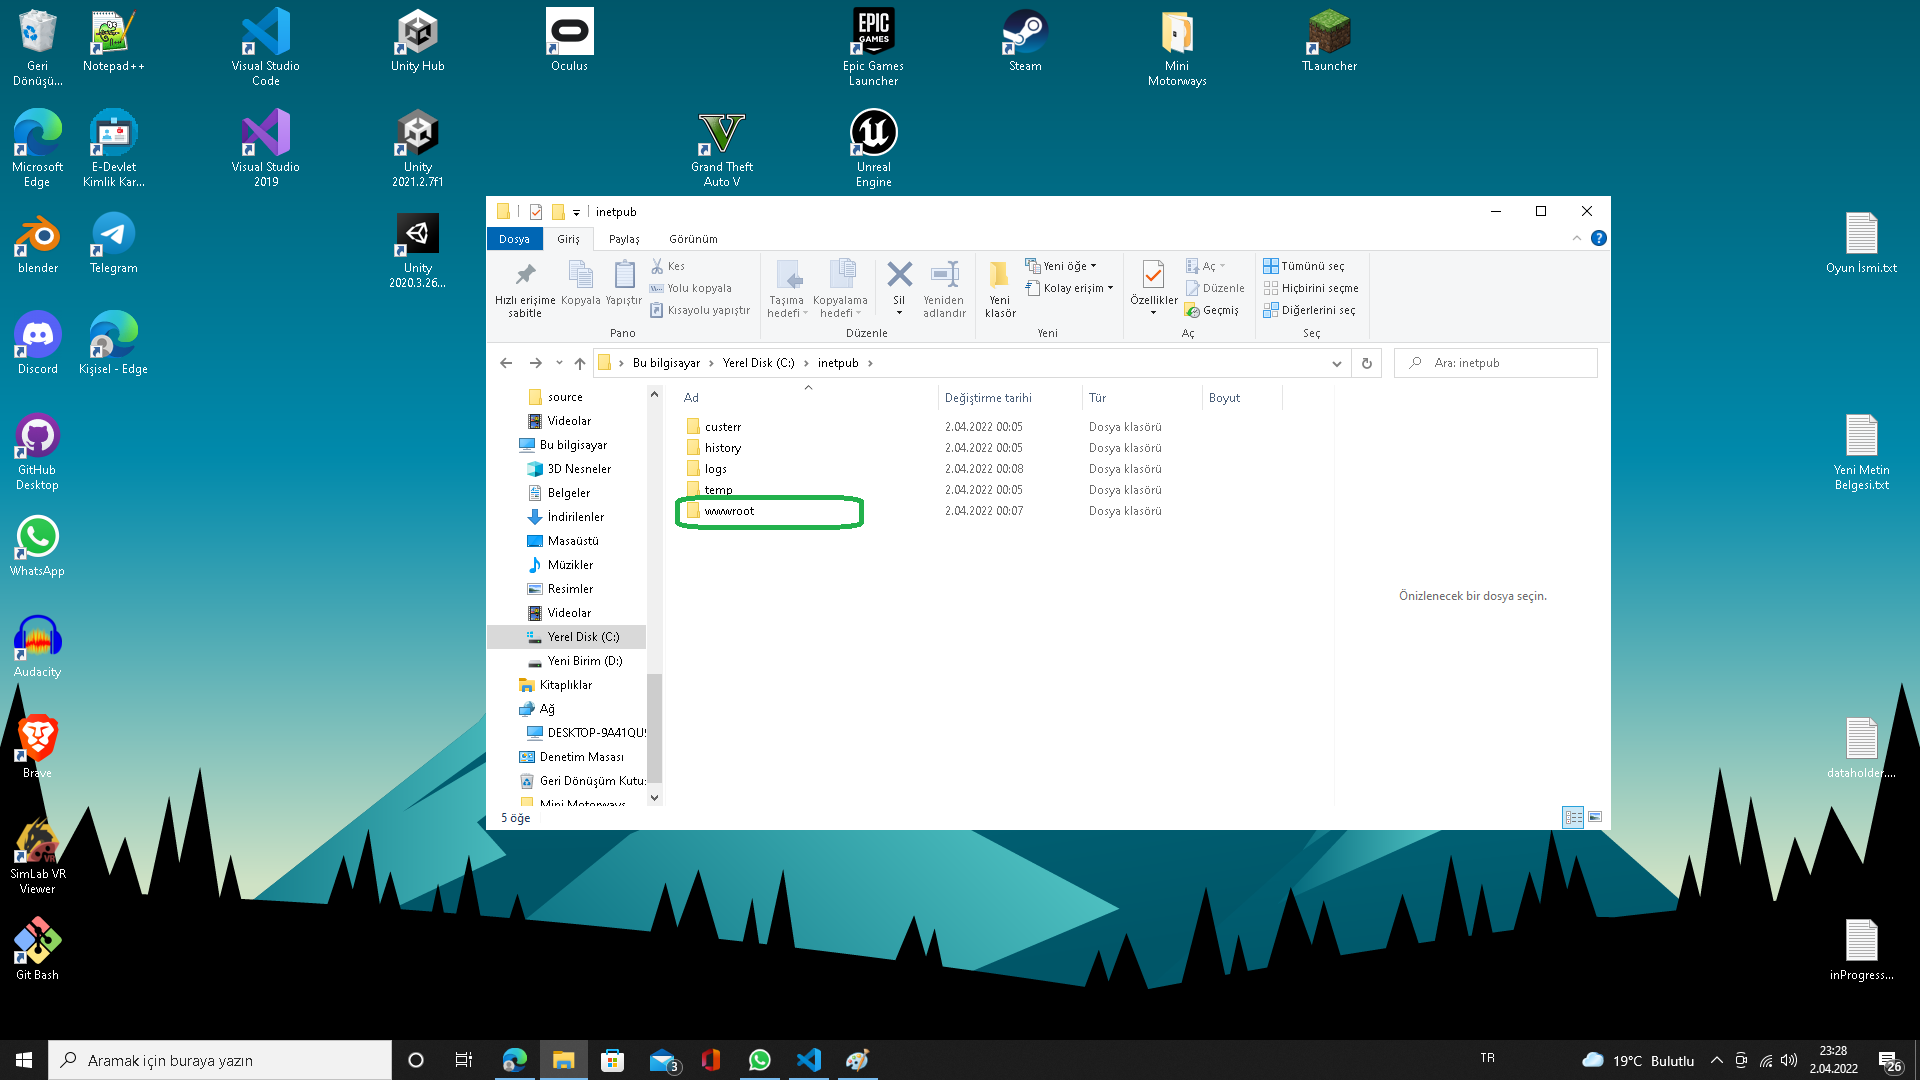 Geri
Dönüşü...
Notepad++
Visual Studio
Code
Unity Hub
Oculus
EPIC
GAMES
Epic Games
Launcher
Steam
Mini
Motorways
TLauncher
Microsoft
Edge
E-Devlet
Kimlik Kar...
Visual Studio
2019
Unity
2021.2.7f1
Grand Theft
Auto V
Unreal
Engine
blender
Telegram
Unity
2020.3.26...
Oyun İsmi.txt
Discord
Kişisel - Edge
GitHub
Desktop
Yeni Metin
Belgesi.txt
WhatsApp
Audacity
Brave
dataholder....
SimLab VR
Viewer
Git Bash
inProgress...
inetpub
Dosya
Giriş
Paylaş
Görünüm
Hızlı erişime
sabitle
Kopyala
Yapıştır
Kes
Yolu kopyala
Kısayolu yapıştır
Pano
Taşıma
hedefi
Kopyalama
hedefi
Sil
Yeniden
adlandır
Düzenle
Yeni
klasör
Yeni öğe
Kolay erişim
Yeni
Özellikler
Aç
Düzenle
Geçmiş
Aç
Tümünü seç
Hiçbirini seçme
Diğerlerini seç
Seç
Bu bilgisayar
Yerel Disk (C:)
inetpub
Ara: inetpub
source
Videolar
Bu bilgisayar
3D Nesneler
Belgeler
İndirilenler
Masaüstü
Müzikler
Resimler
Videolar
Yerel Disk (C:)
Yeni Birim (D:)
Kitaplıklar
Ağ
DESKTOP-9A41QU
Denetim Masası
Geri Dönüşüm Kutu
Mini Motorways
Ad Değiştirme tarihi Tür Boyut
custerr 2.04.2022 00:05 Dosya klasörü
history 2.04.2022 00:05 Dosya klasörü
logs 2.04.2022 00:08 Dosya klasörü
temp 2.04.2022 00:05 Dosya klasörü
wwwroot 2.04.2022 00:07 Dosya klasörü
Önizlenecek bir dosya seçin.
5 öğe
Aramak için buraya yazın
3
TR
19°C Bulutlu
23:28
2.04.2022
26